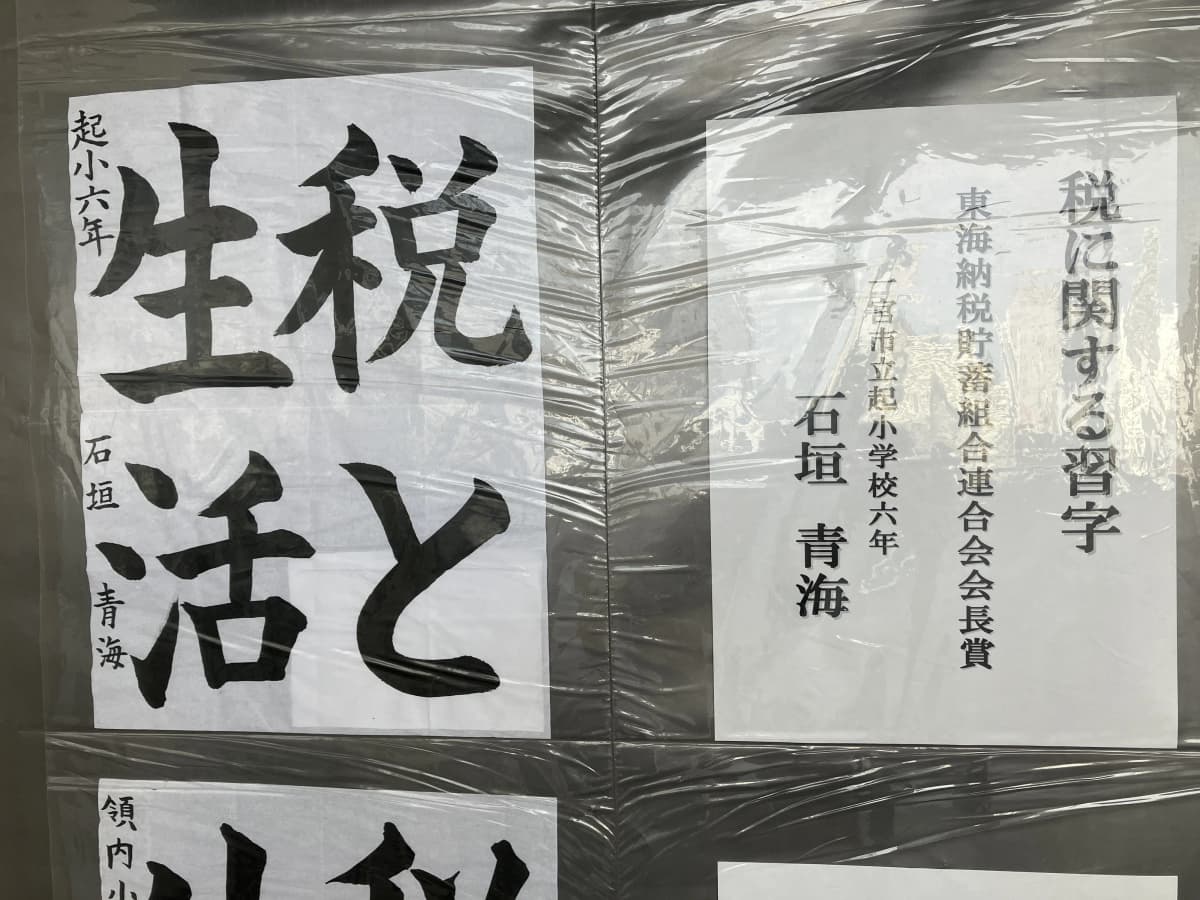 税に関する習字
東海納税貯蓄組合連合会会長賞
一宮市立起小学校六年
石垣 青海
税と
生活
起小六年 石垣 青海
領内小